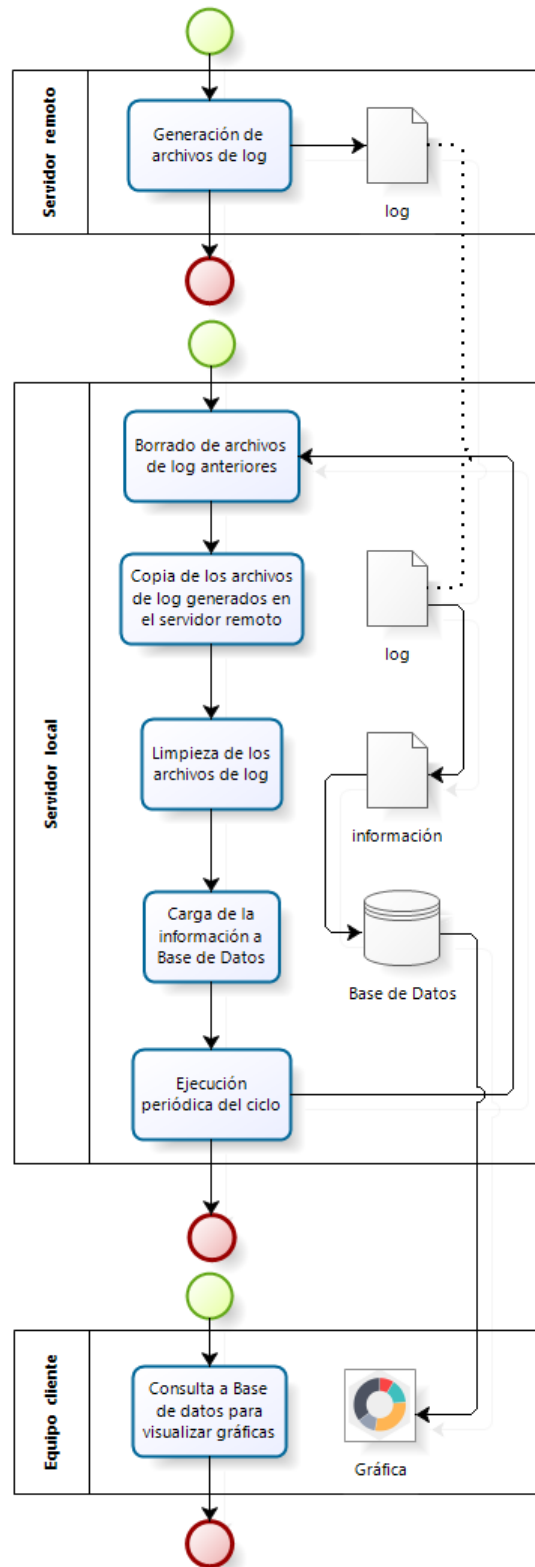 Servidor remoto
Generación de
archivos de log
log
Servidor local
Borrado de archivos
de log anteriores
Copia de los archivos
de log generados en
el servidor remoto
log
Limpieza de los
archivos de log
información
Carga de la
información a
Base de Datos
Base de Datos
Ejecución
periódica del ciclo
Equipo cliente
Consulta a Base
de datos para
visualizar gráficas
Gráfica